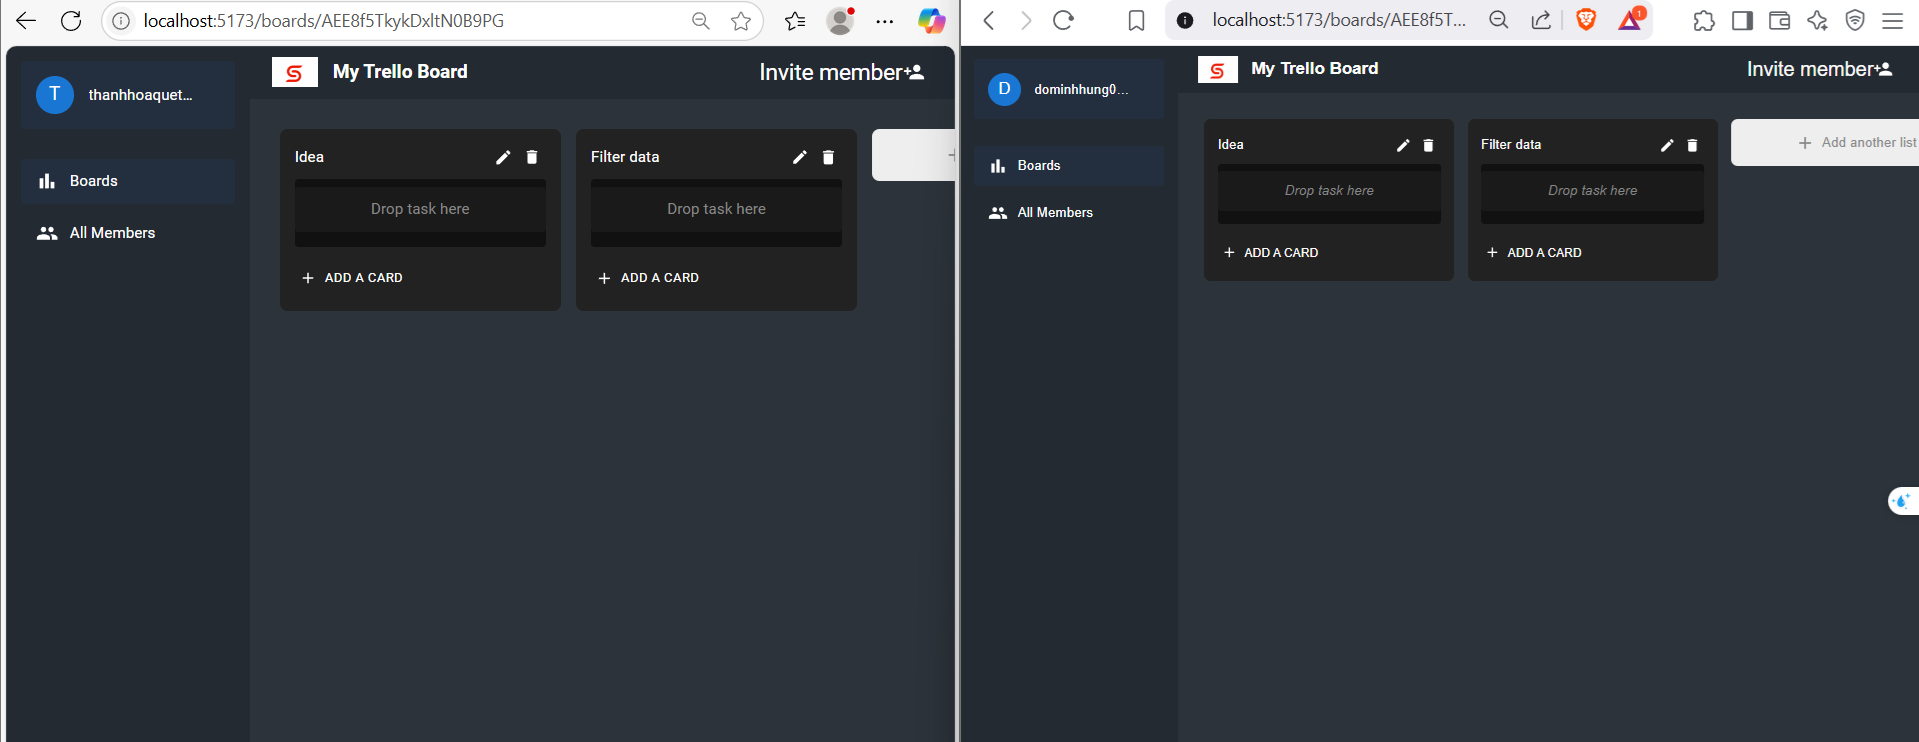 localhost:5173/boards/AEE8f5TkykDxltN0B9PG
T
thanhhoaquet...
My Trello Board
Invite member
Boards
All Members
Idea
Drop task here
ADD A CARD
Filter data
Drop task here
ADD A CARD
localhost:5173/boards/AEE8f5T...
1
D
dominhhung0...
My Trello Board
Invite member
Boards
All Members
Idea
Drop task here
ADD A CARD
Filter data
Drop task here
ADD A CARD
Add another list